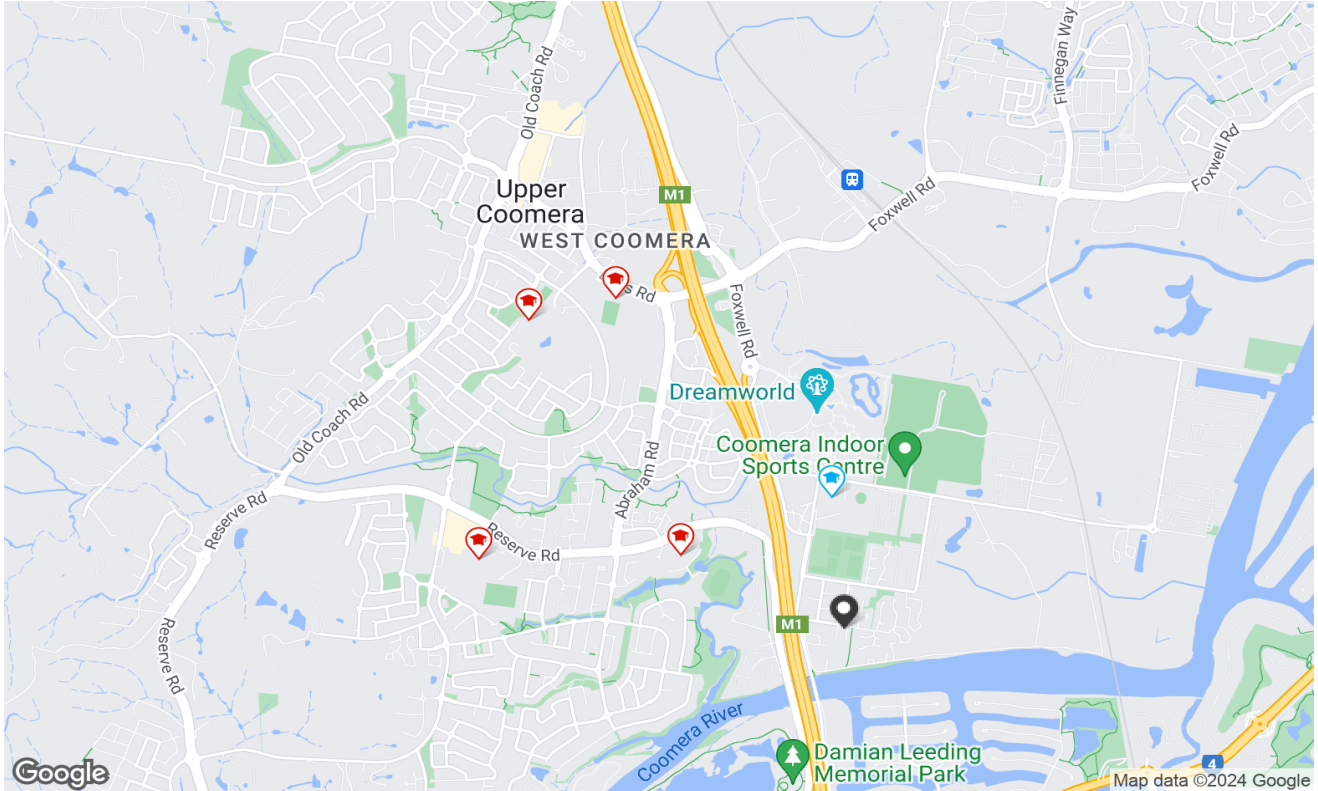 Old Coach Rd
Finnegan Way
Foxwell Rd
Upper
Coomera
M1
Foxwell Rd
WEST COOMERA
s Rd
Foxwell Rd
Dreamworld
Old Coach Rd
Coomera Indoor
Sports Centre
Abraham Rd
Reserve Rd
Reserve Rd
M1
Reserve Rd
Coomera River
Damian Leeding
Memorial Park
4
Google
Map data ©2024 Google